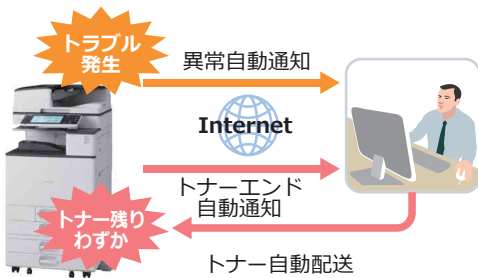 トラブル
発生
異常自動通知
Internet
トナーエンド
自動通知
トナー残り
わずか
トナー自動配送